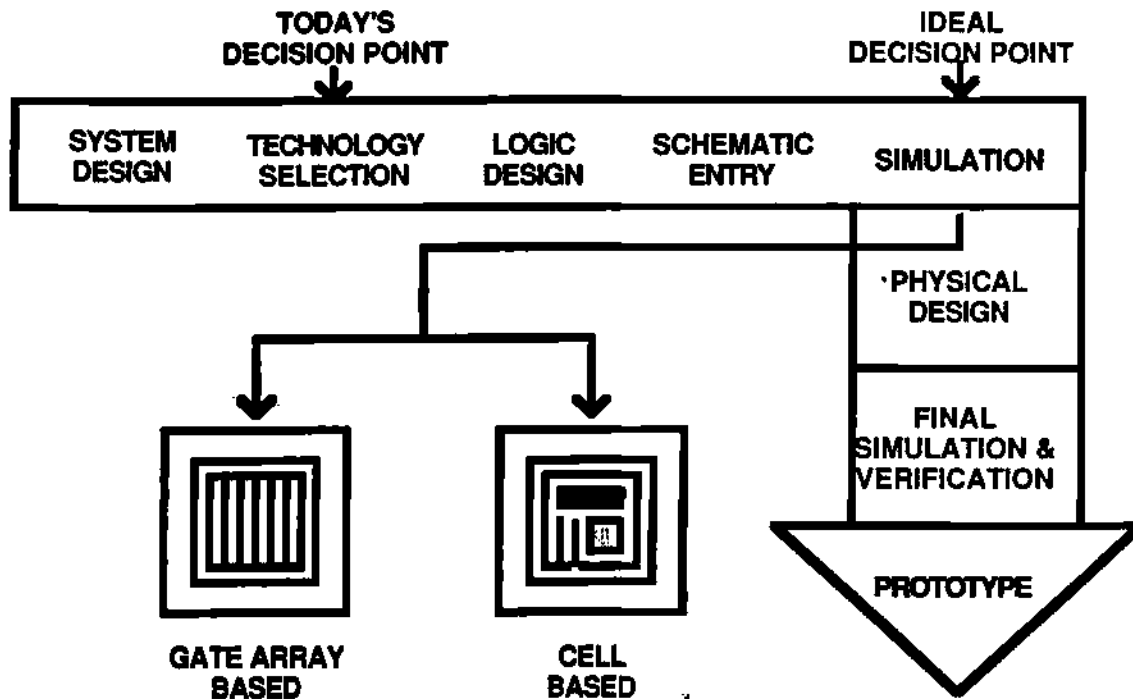 TODAY'S
DECISION POINT
IDEAL
DECISION POINT
SYSTEM
DESIGN
TECHNOLOGY
SELECTION
LOGIC
DESIGN
SCHEMATIC
ENTRY
SIMULATION
PHYSICAL
DESIGN
FINAL
SIMULATION &
VERIFICATION
PROTOTYPE
GATE ARRAY
BASED
CELL
BASED